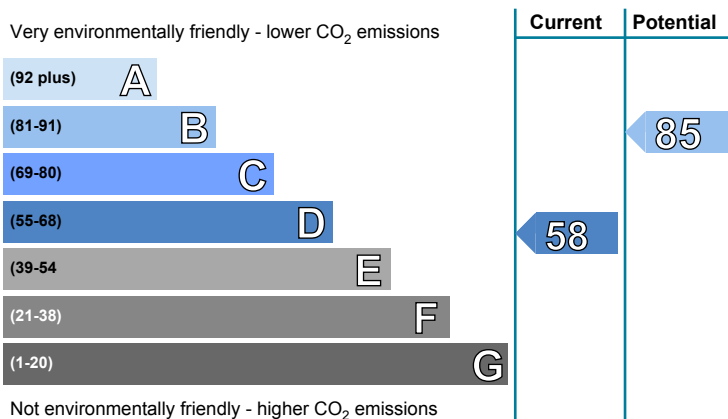 Current Potential
Very environmentally friendly - lower CO2 emissions
(92 plus) A
(81-91) B
85
(69-80) C
(55-68) D
58
(39-54 E
(21-38) F
(1-20) G
Not environmentally friendly - higher CO2 emissions